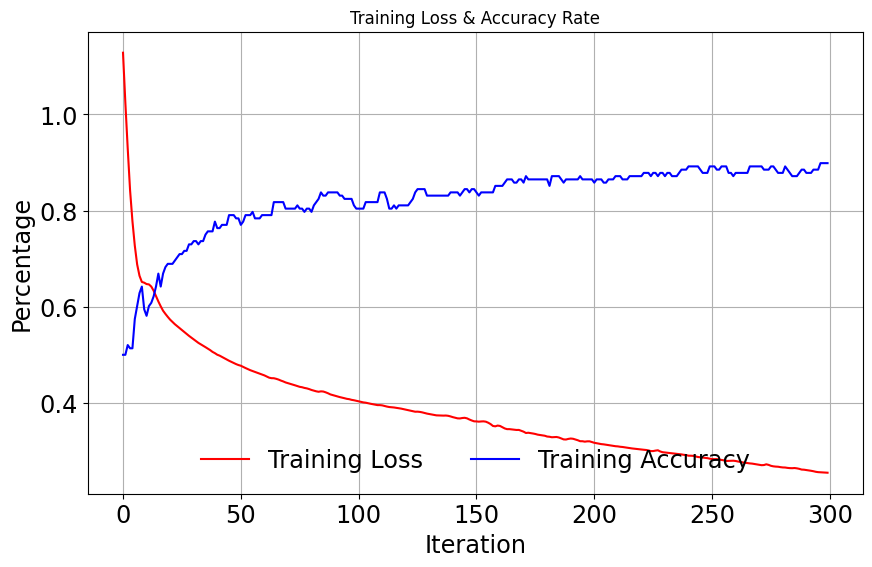 Training Loss & Accuracy Rate
Percentage
1.0
0.8
0.6
0.4
Training Loss
Training Accuracy
0
50
100
150
200
250
300
Iteration